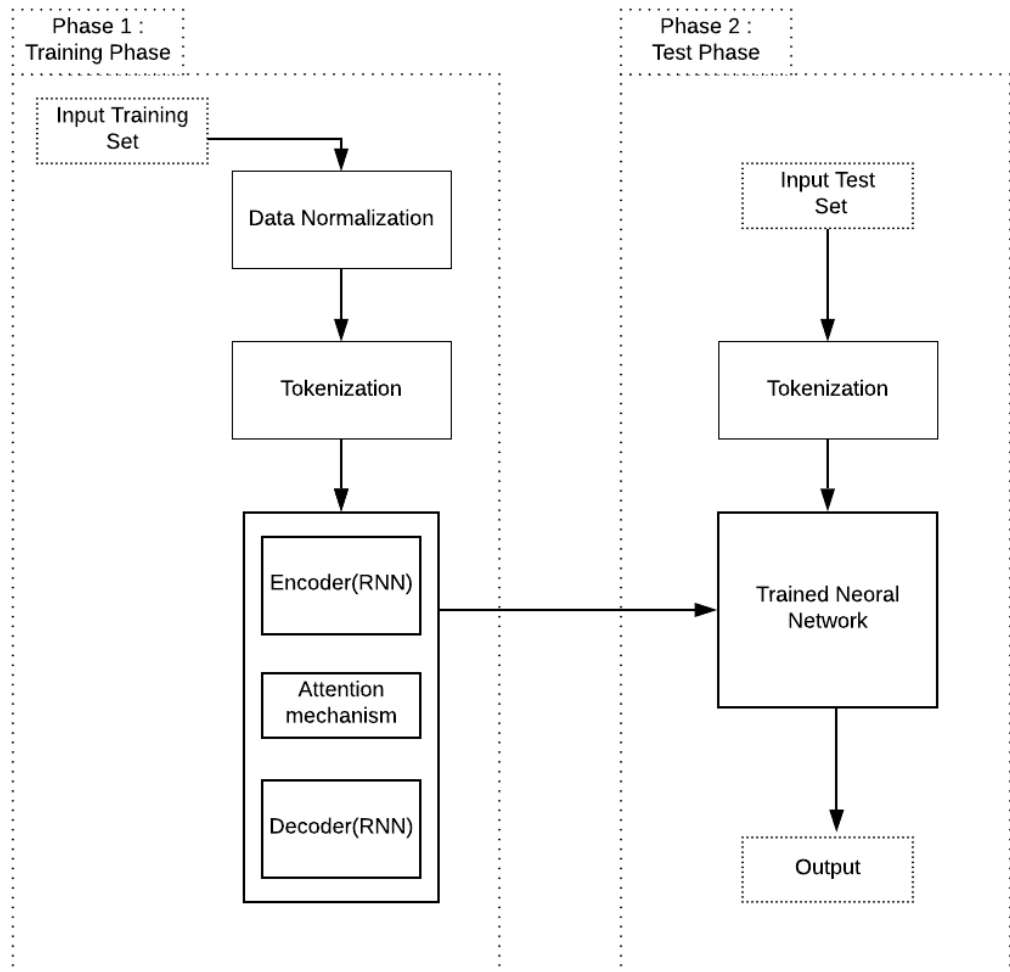 Phase 1 :
Training Phase
Input Training
Set
Data Normalization
Tokenization
Encoder(RNN)
Attention
mechanism
Decoder(RNN)
Phase 2 :
Test Phase
Input Test
Set
Tokenization
Trained Neoral
Network
Output